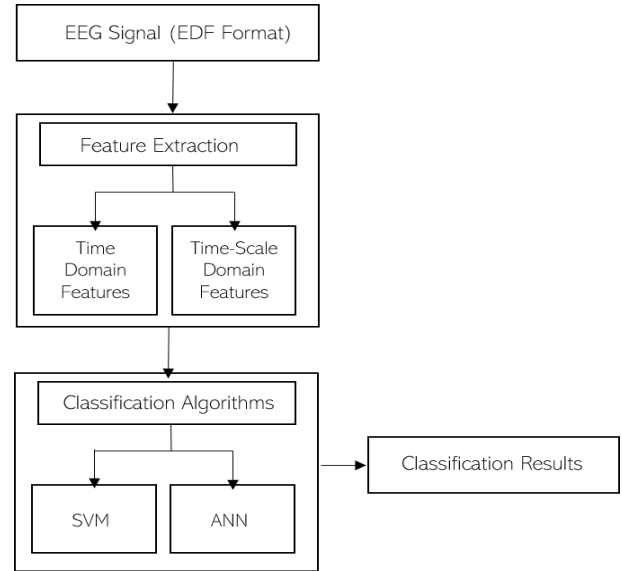 EEG Signal (EDF Format)
Feature Extraction
Time
Domain
Features
Time-Scale
Domain
Features
Classification Algorithms
SVM
ANN
Classification Results